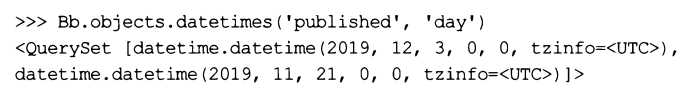 >>> Bb.objects.datetimes('published', 'day')
<QuerySet [datetime.datetime(2019, 12, 3, 0, 0, tzinfo=<UTC>),
datetime.datetime(2019, 11, 21, 0, 0, tzinfo=<UTC>)]>